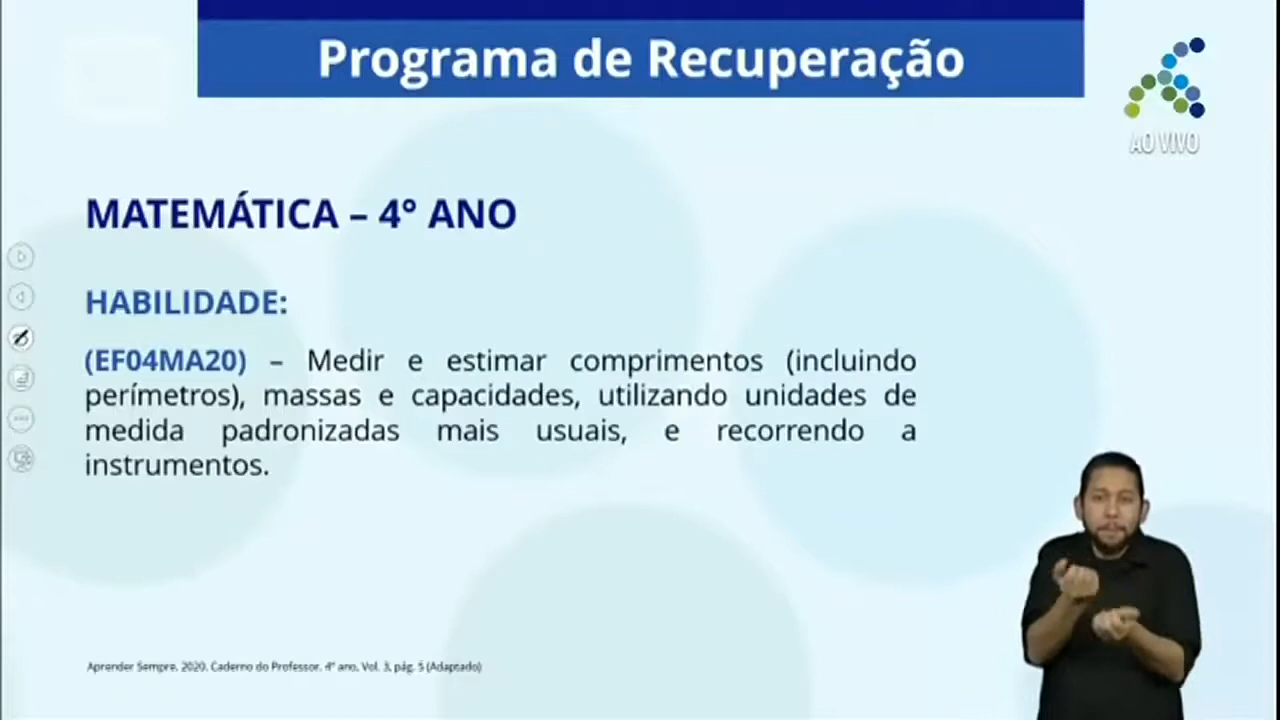 Programa de Recuperação
AO VIVO
MATEMÁTICA – 4° ANO
HABILIDADE:
(EF04MA20) – Medir e estimar comprimentos (incluindo
perímetros), massas e capacidades, utilizando unidades de
medida padronizadas mais usuais, e recorrendo a
instrumentos.
Aprender Sempre, 2020. Caderno do Professor. 4° ano, Vol. 3, pág. 5 (Adaptado)